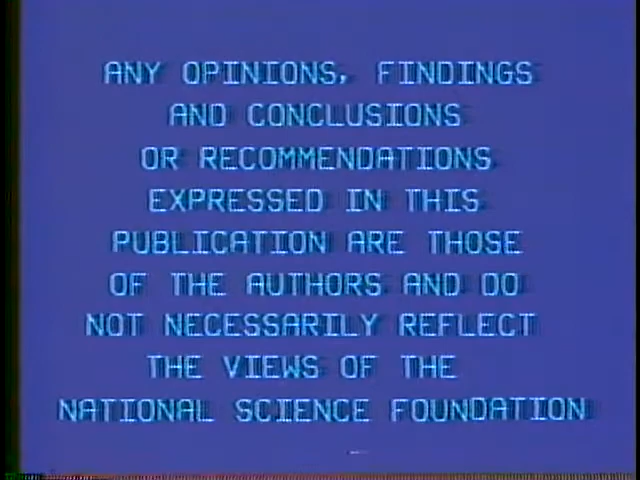 ANY OPINIONS, FINDINGS
AND CONCLUSIONS
OR RECOMMENDATIONS
EXPRESSED IN THIS
PUBLICATION ARE THOSE
OF THE AUTHORS AND DO
NOT NECESSARILY REFLECT
THE VIEWS OF THE
NATIONAL SCIENCE FOUNDATION